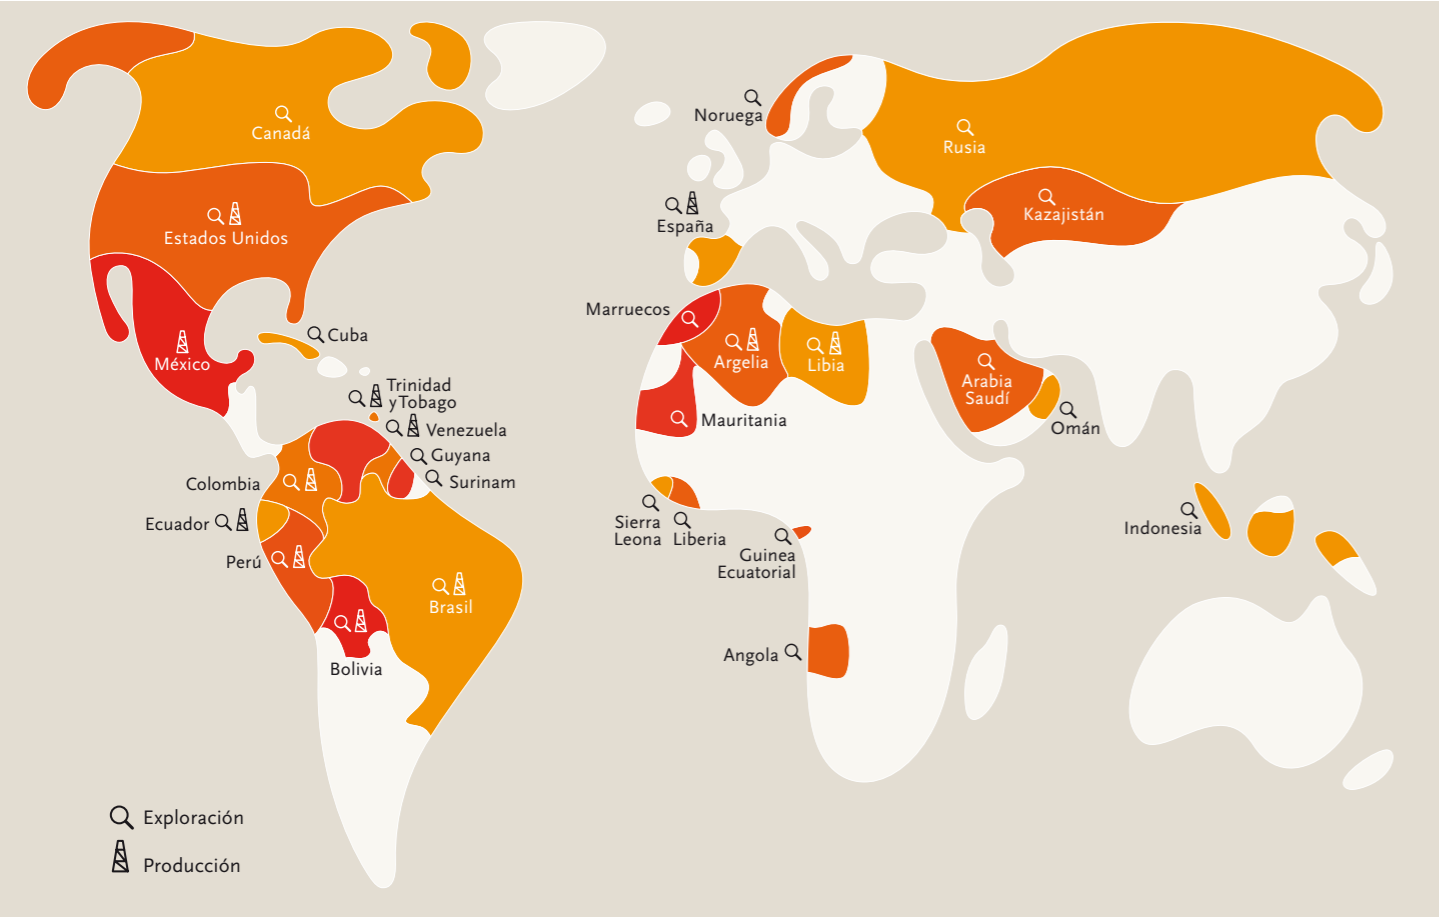 Canadá
Estados Unidos
México
Cuba
Trinidad
y Tobago
Venezuela
Guyana
Surinam
Colombia
Ecuador
Perú
Brasil
Bolivia
Noruega
Rusia
Kazajistán
España
Marruecos
Argelia
Libia
Arabia
Saudí
Omán
Mauritania
Sierra
Leona
Liberia
Guinea
Ecuatorial
Angola
Indonesia
Exploración
Producción